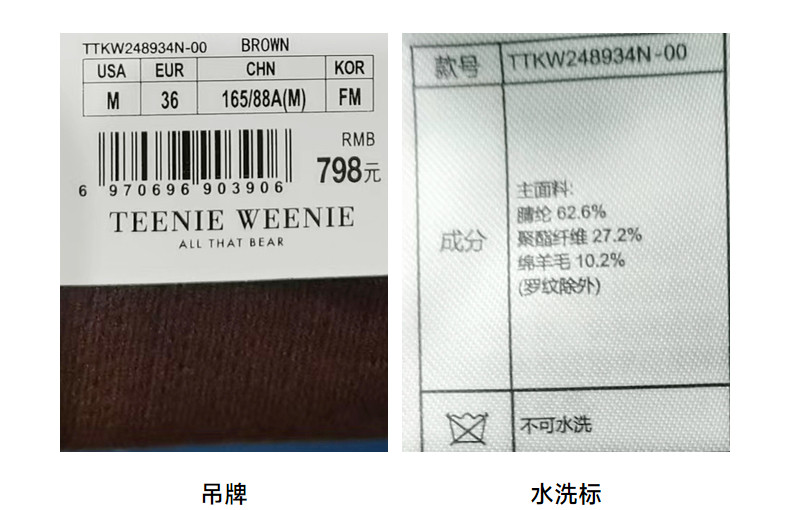 TTKW248934N-00 BROWN
USA EUR CHN KOR
M 36 165/88A(M) FM
RMB
798元
6 970696 903906
TEENIE WEENIE
ALL THAT BEAR
款号 TTKW248934N-00
成分
主面料:
腈纶 62.6%
聚酯纤维 27.2%
绵羊毛 10.2%
(罗纹除外)
不可水洗
吊牌
水洗标